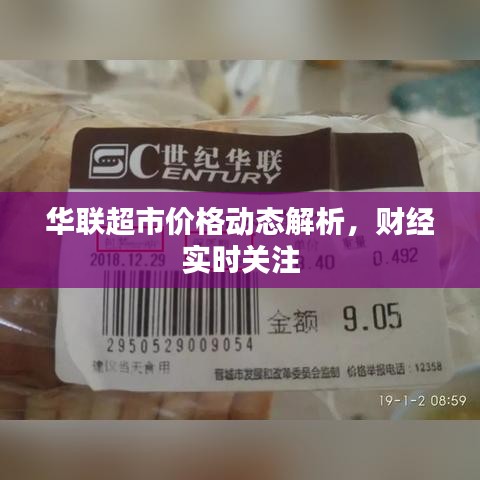 世纪华联
CENTURY
华联超市价格动态解析，财经
实时关注
2018.12.29
.40
0.492
金额 9.05
2950529009054
建议当天食用
晋城市发展和改革委员会监制 价格举报电话：12358
19-1-2 08:59